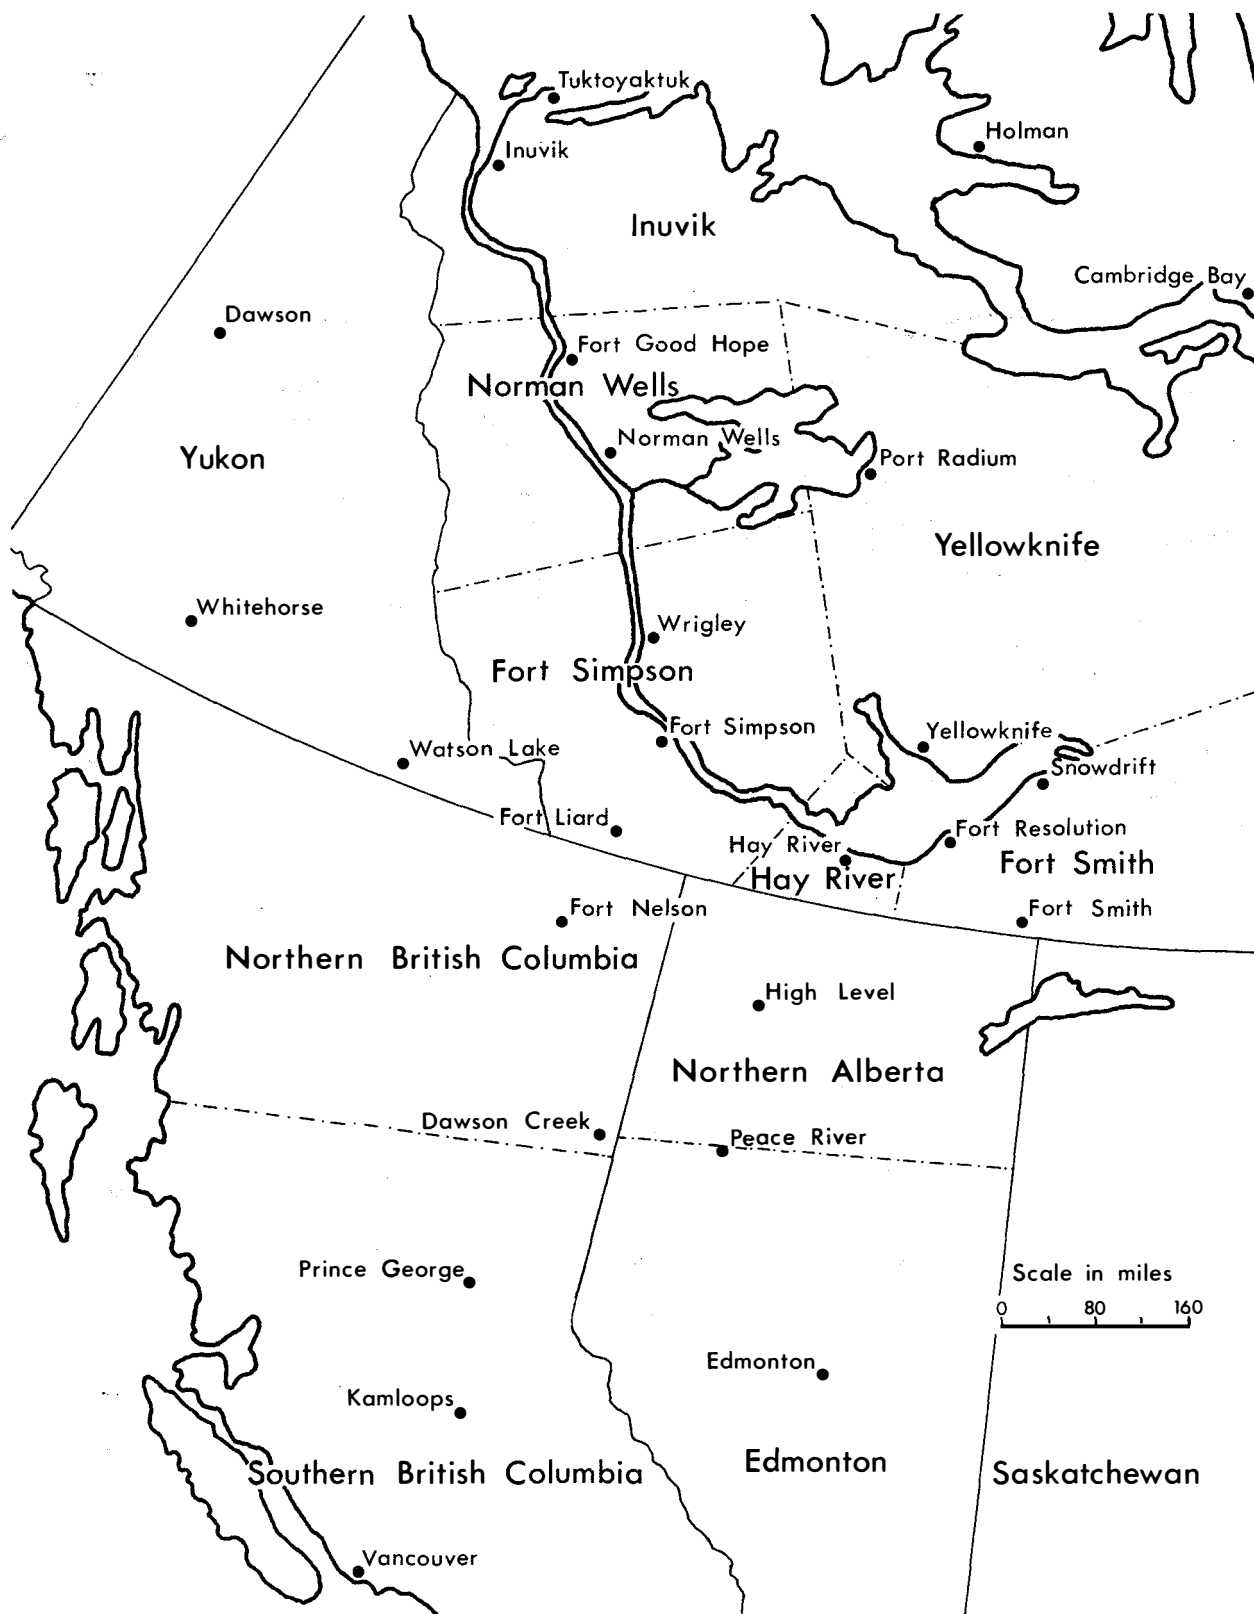 Tuktoyaktuk
Holman
Inuvik
Inuvik
Cambridge Bay
Dawson
Fort Good Hope
Norman Wells
Norman Wells
Yukon
Port Radium
Yellowknife
Whitehorse
Wrigley
Fort Simpson
Fort Simpson
Yellowknife
Watson Lake
Snowdrift
Fort Liard
Fort Resolution
Hay River
Fort Smith
Hay River
Fort Nelson
Fort Smith
Northern British Columbia
High Level
Northern Alberta
Dawson Creek
Peace River
Prince George
Scale in miles
0 80 160
Edmonton
Kamloops
Edmonton
Southern British Columbia
Saskatchewan
Vancouver